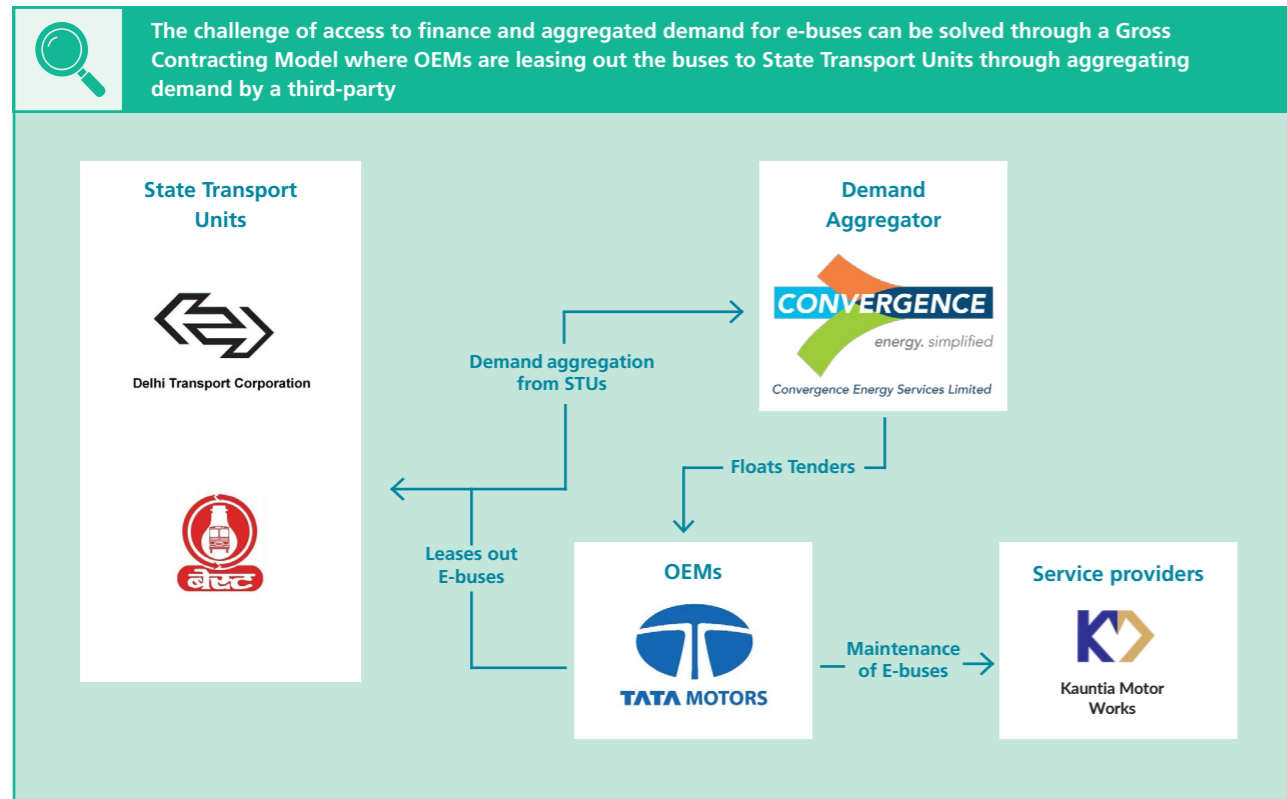 The challenge of access to finance and aggregated demand for e-buses can be solved through a Gross
Contracting Model where OEMs are leasing out the buses to State Transport Units through aggregating
demand by a third-party
State Transport
Units
Delhi Transport Corporation
बेस्ट
Demand aggregation
from STUs
Leases out
E-buses
Demand
Aggregator
CONVERGENCE
energy. simplified
Convergence Energy Services Limited
Floats Tenders
OEMs
TATA MOTORS
Maintenance
of E-buses
Service providers
Kauntia Motor
Works